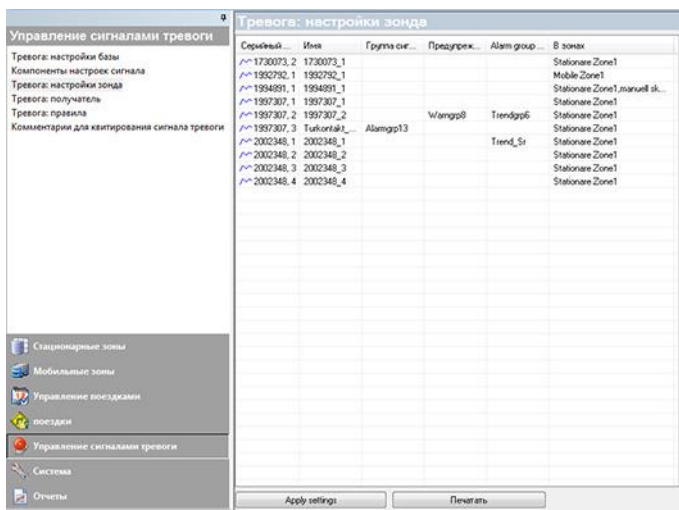 Управление сигналами тревоги
Тревога: настройки базы
Компоненты настроек сигнала
Тревога: настройки зонда
Тревога: получатель
Тревога: правила
Комментарии для квитирования сигнала тревоги
Стационарные зоны
Мобильные зоны
Управление поездками
поездки
Управление сигналами тревоги
Система
Отчеты
Тревога: настройки зонда
Серийный ... Имя Группа сиг... Предупреж... Alarm group ... В зонах
1730073, 2 1730073_1 Stationare Zone1
1992792, 1 1992792_1 Mobile Zone1
1994891, 1 1994891_1 Stationare Zone1,manuell sk...
1997307, 1 1997307_1 Stationare Zone1
1997307, 2 1997307_2 Warngrp8 Trendgrp6 Stationare Zone1
1997307, 3 Turkontakt_... Alarmgrp13 Stationare Zone1
2002348, 1 2002348_1 Trend_Sr Stationare Zone1
2002348, 2 2002348_2 Stationare Zone1
2002348, 3 2002348_3 Stationare Zone1
2002348, 4 2002348_4 Stationare Zone1
Apply settings Печатать